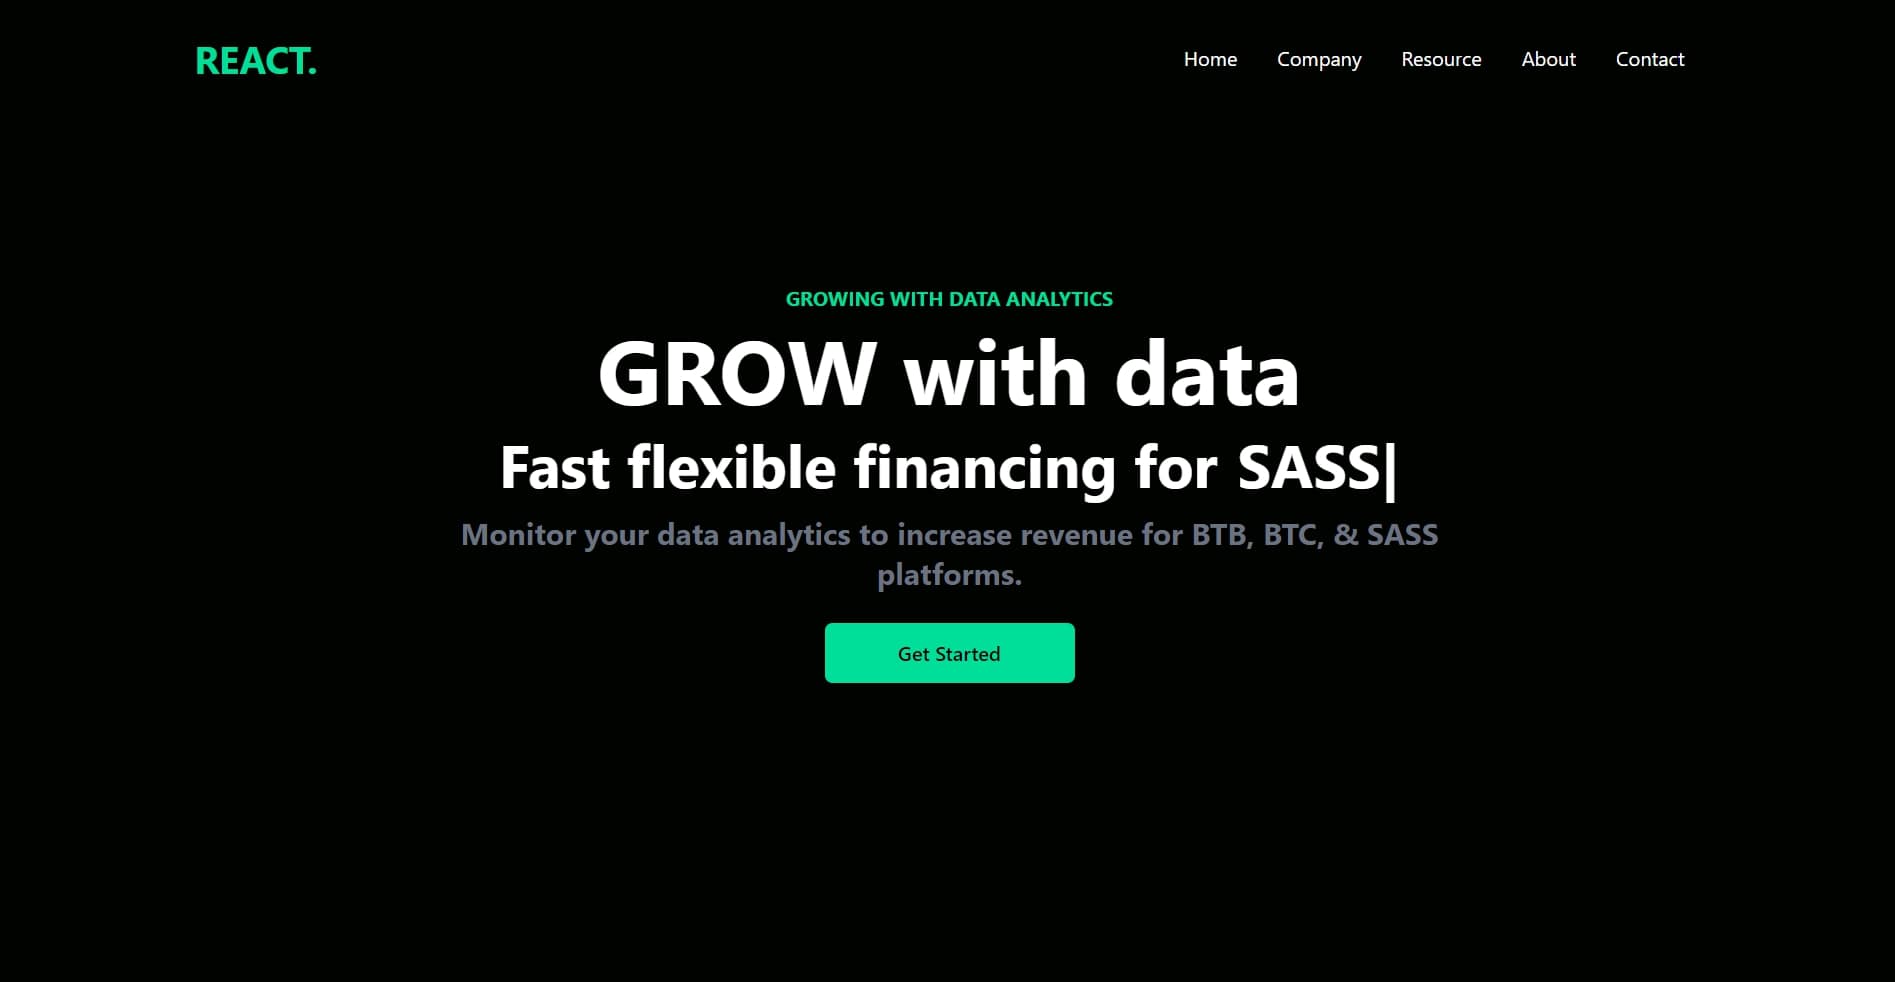 REACT.
Home Company Resource About Contact
GROWING WITH DATA ANALYTICS
GROW with data
Fast flexible financing for SASS|
Monitor your data analytics to increase revenue for BTB, BTC, & SASS
platforms.
Get Started